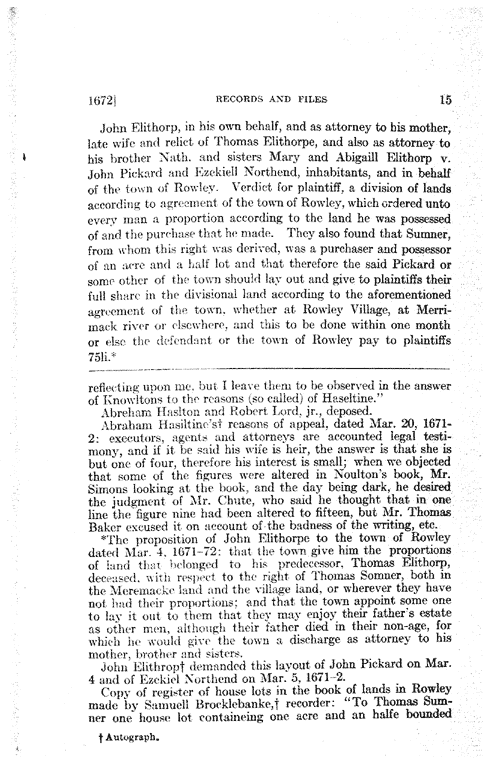 1672] RECORDS AND FILES 15
John Elithorp, in his own behalf, and as attorney to his mother,
late wife and relict of Thomas Elithorpe, and also as attorney to
his brother Nath. and sisters Mary and Abigaill Elithorp v.
John Pickard and Ezekiell Northend, inhabitants, and in behalf
of the town of Rowley. Verdict for plaintiff, a division of lands
according to agreement of the town of Rowley, which ordered unto
every man a proportion according to the land he was possessed
of and the purchase that he made. They also found that Sumner,
from whom this right was derived, was a purchaser and possessor
of an acre and a half lot and that therefore the said Pickard or
some other of the town should lay out and give to plaintiffs their
full share in the divisional land according to the aforementioned
agreement of the town, whether at Rowley Village, at Merri-
mack river or elsewhere, and this to be done within one month
or else the defendant or the town of Rowley pay to plaintiffs
75li.*
reflecting upon me, but I leave them to be observed in the answer
of Knowltons to the reasons (so called) of Haseltine."
Abreham Haslton and Robert Lord, jr., deposed.
Abraham Hasiltine's† reasons of appeal, dated Mar. 20, 1671-
2: executors, agents and attorneys are accounted legal testi-
mony, and if it be said his wife is heir, the answer is that she is
but one of four, therefore his interest is small; when we objected
that some of the figures were altered in Noulton's book, Mr.
Simons looking at the book, and the day being dark, he desired
the judgment of Mr. Chute, who said he thought that in one
line the figure nine had been altered to fifteen, but Mr. Thomas
Baker excused it on account of the badness of the writing, etc.
*The proposition of John Elithorpe to the town of Rowley
dated Mar. 4, 1671-72: that the town give him the proportions
of land that belonged to his predecessor, Thomas Elithorp,
deceased, with respect to the right of Thomas Somner, both in
the Meremacke land and the village land, or wherever they have
not had their proportions; and that the town appoint some one
to lay it out to them that they may enjoy their father's estate
as other men, although their father died in their non-age, for
which he would give the town a discharge as attorney to his
mother, brother and sisters.
John Elithrop† demanded this layout of John Pickard on Mar.
4 and of Ezekiel Northend on Mar. 5, 1671-2.
Copy of register of house lots in the book of lands in Rowley
made by Samuell Brocklebanke,† recorder: "To Thomas Sum-
ner one house lot containeing one acre and an halfe bounded
† Autograph.